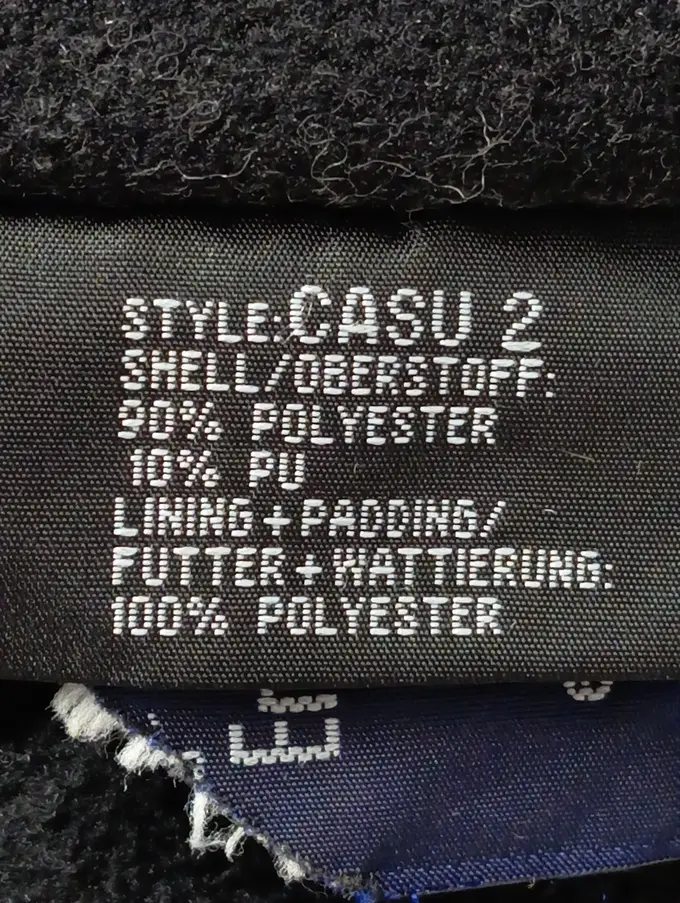 STYLE:CASU 2
SHELL/OBERSTOFF:
90% POLYESTER
10% PU
LINING+PADDING/
FUTTER+WATTIERUNG:
100% POLYESTER